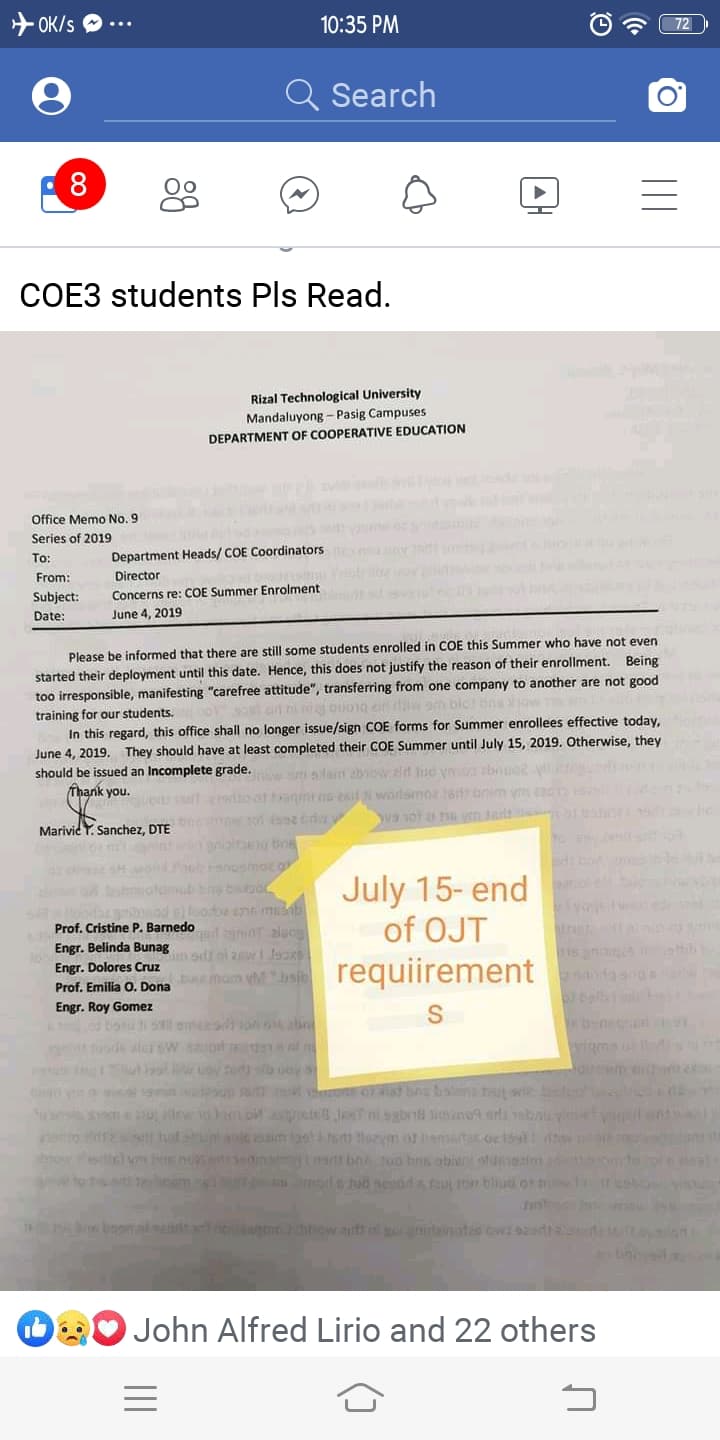 0K/s
10:35 PM
72
Search
8
COE3 students Pls Read.
Rizal Technological University
Mandaluyong – Pasig Campuses
DEPARTMENT OF COOPERATIVE EDUCATION
Office Memo No. 9
Series of 2019
To: Department Heads/ COE Coordinators
From: Director
Subject: Concerns re: COE Summer Enrolment
Date: June 4, 2019
Please be informed that there are still some students enrolled in COE this Summer who have not even
started their deployment until this date. Hence, this does not justify the reason of their enrollment. Being
too irresponsible, manifesting "carefree attitude", transferring from one company to another are not good
training for our students.
In this regard, this office shall no longer issue/sign COE forms for Summer enrollees effective today,
June 4, 2019. They should have at least completed their COE Summer until July 15, 2019. Otherwise, they
should be issued an Incomplete grade.
Thank you.
Marivic T. Sanchez, DTE
Prof. Cristine P. Barnedo
Engr. Belinda Bunag
Engr. Dolores Cruz
Prof. Emilia O. Dona
Engr. Roy Gomez
July 15- end
of OJT
requiirement
s
John Alfred Lirio and 22 others